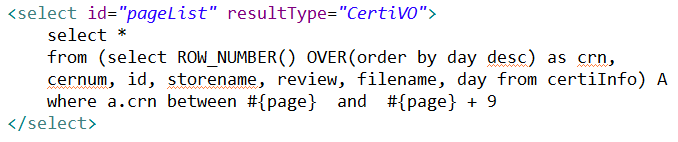 <select id="pageList" resultType="CertiVO">
select *
from (select ROW_NUMBER() OVER(order by day desc) as crn,
cernum, id, storename, review, filename, day from certiInfo) A
where a.crn between #{page}  and  #{page} + 9
</select>